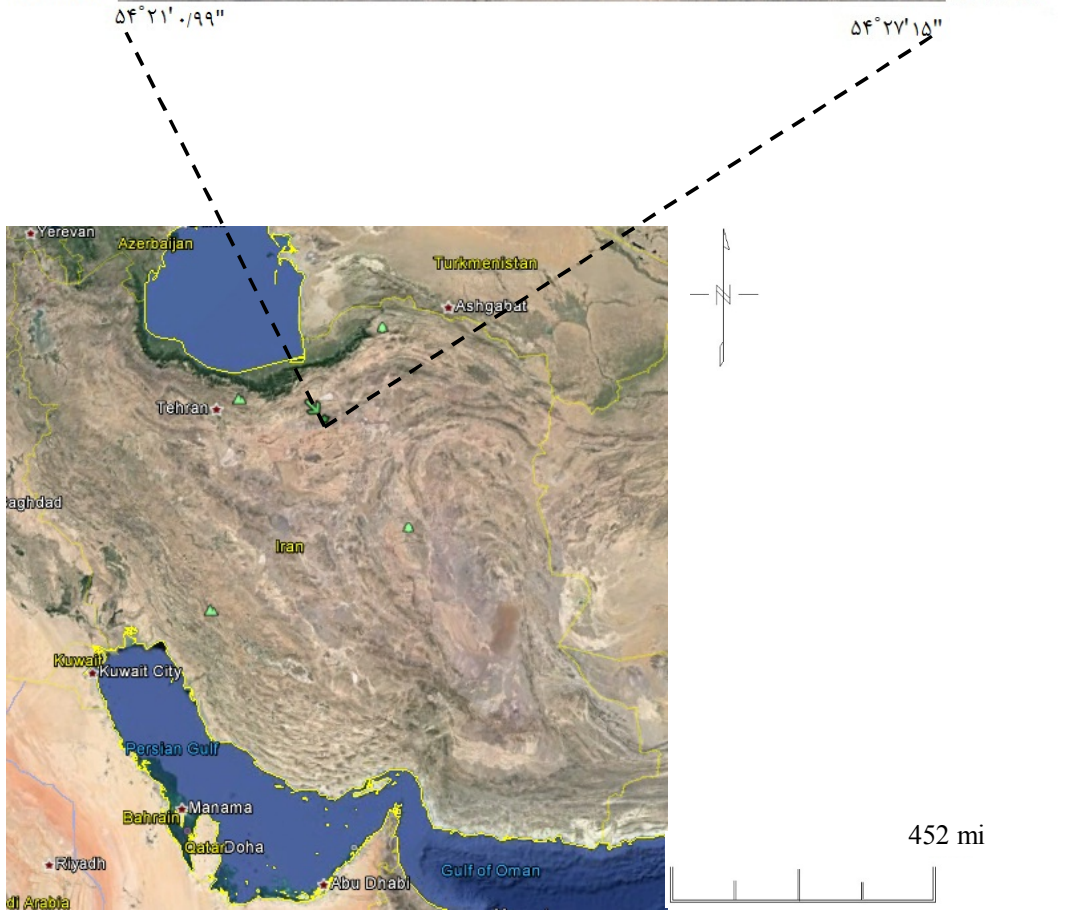 ۵۴°۲۱'۰/۹۹"
۵۴°۲۷'۱۵"
Yerevan
Azerbaijan
Turkmenistan
Ashgabat
N
Tehran
aghdad
Iran
Kuwait
Kuwait City
Persian Gulf
Manama
Bahrain
Qatar
Doha
452 mi
Riyadh
Gulf of Oman
Abu Dhabi
di Arabia